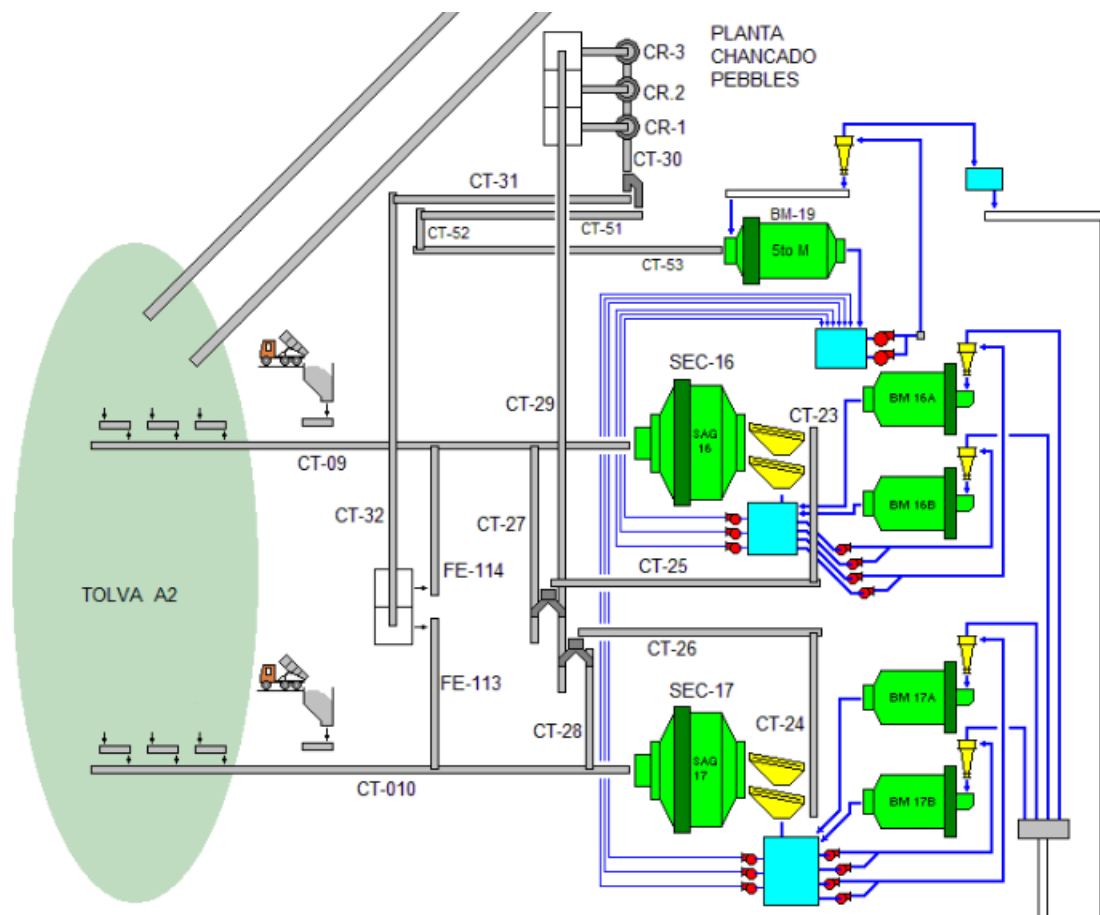 PLANTA
CHANCADO
PEBBLES
CR-3
CR.2
CR-1
CT-30
CT-31
CT-52
CT-51
CT-53
BM-19
5to M
SEC-16
CT-29
CT-23
BM 16A
SAG
16
CT-09
BM 16B
CT-32
CT-27
FE-114
CT-25
TOLVA A2
CT-26
FE-113
SEC-17
BM 17A
CT-28
CT-24
SAG
17
CT-010
BM 17B